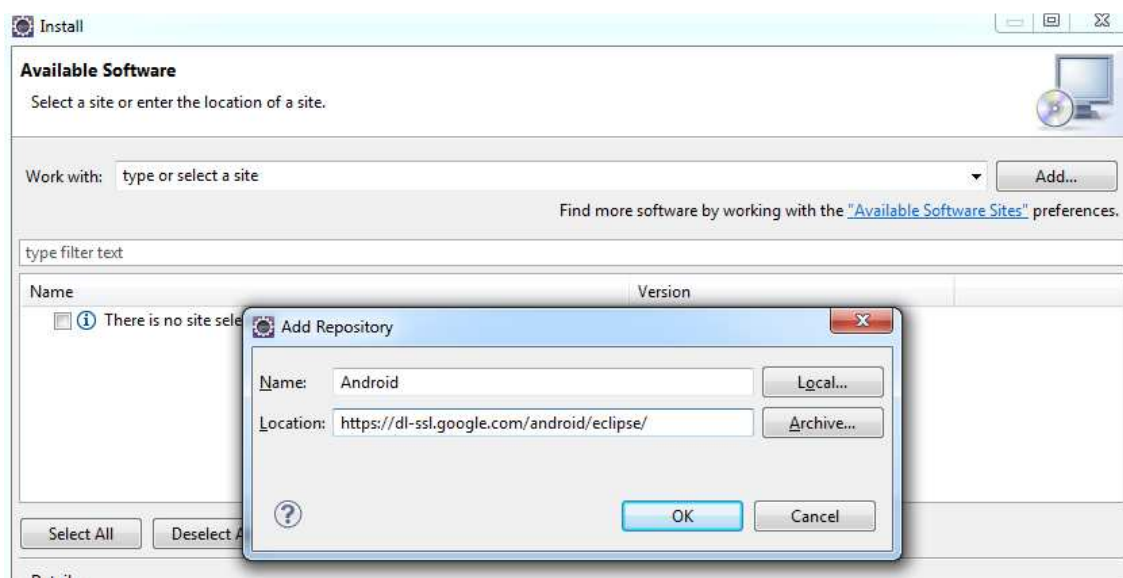 Install
Available Software
Select a site or enter the location of a site.
Work with: type or select a site Add...
Find more software by working with the "Available Software Sites" preferences.
type filter text
Name Version
There is no site sele
Add Repository
Name: Android Local...
Location: https://dl-ssl.google.com/android/eclipse/ Archive...
OK Cancel
Select All Deselect A